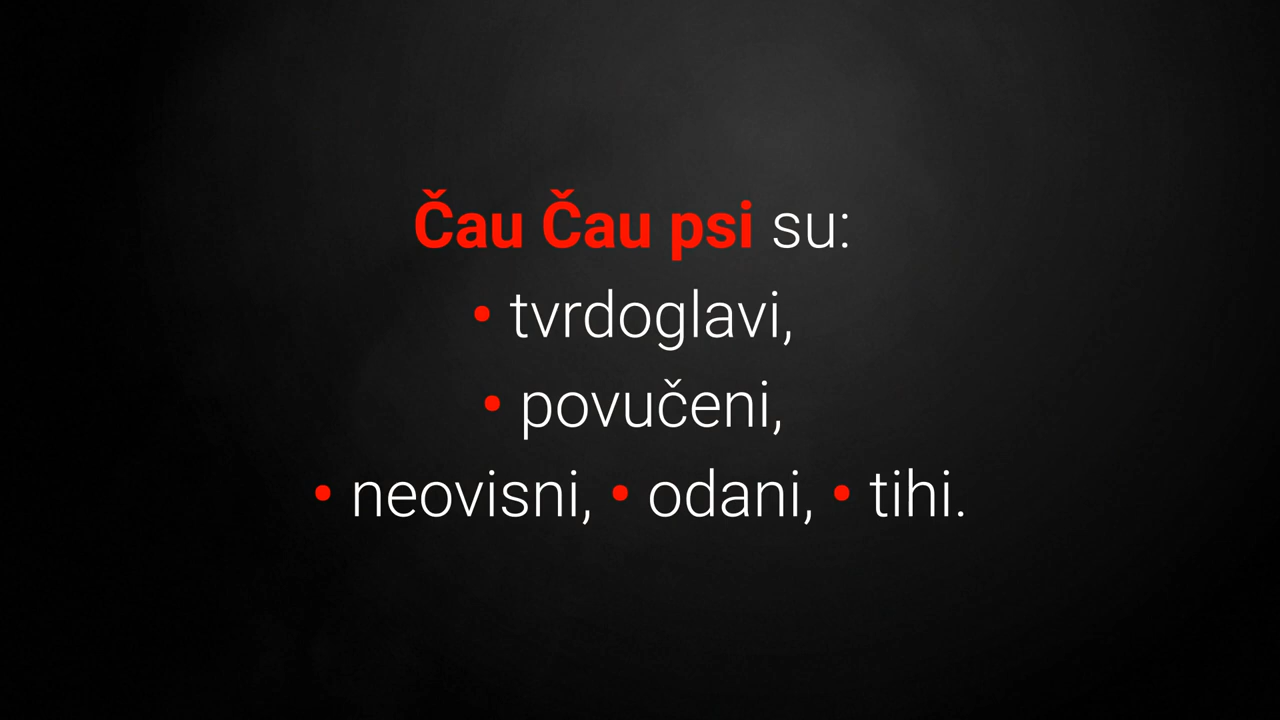 Čau Čau psi su:
• tvrdoglavi,
• povučeni,
• neovisni, • odani, • tihi.